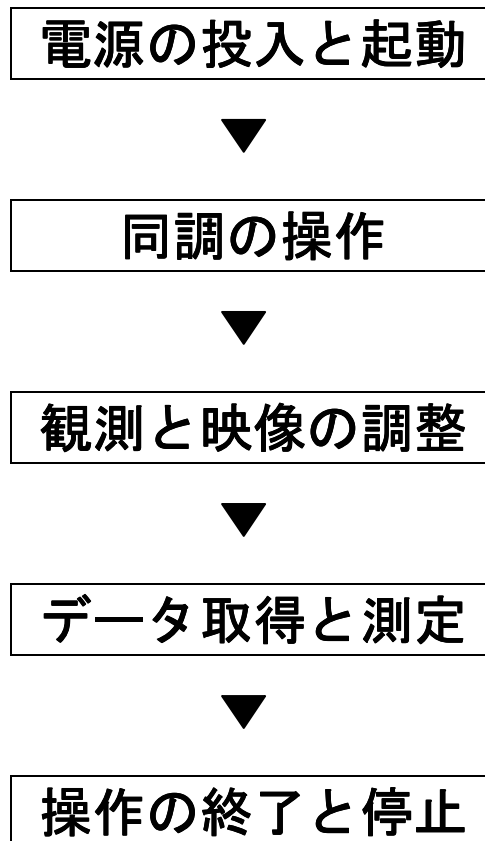 電源の投入と起動
▼
同調の操作
▼
観測と映像の調整
▼
データ取得と測定
▼
操作の終了と停止